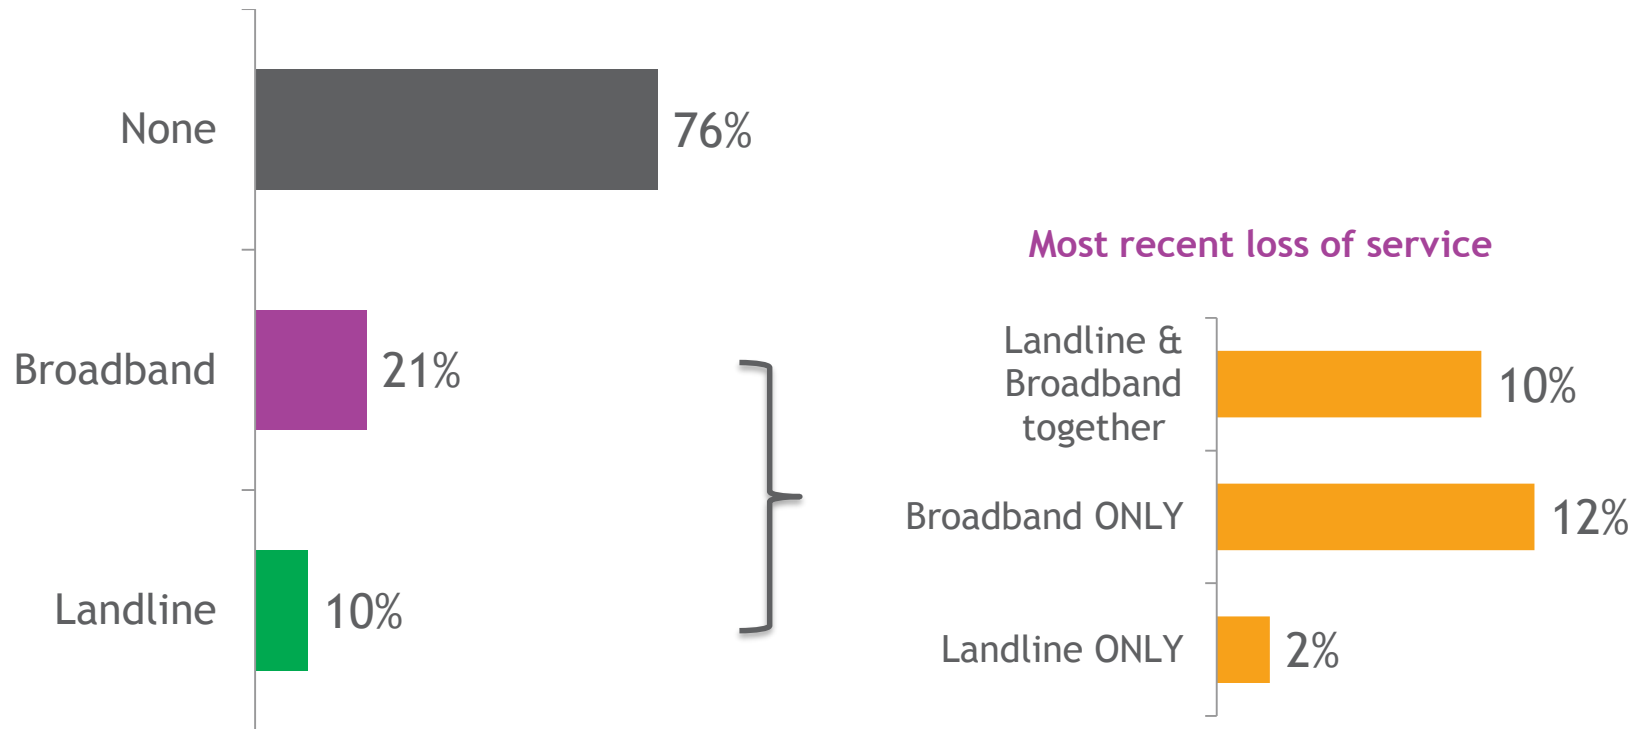 None
76%
Broadband
21%
Landline
10%
Most recent loss of service
Landline &
Broadband
together
10%
Broadband ONLY
12%
Landline ONLY
2%